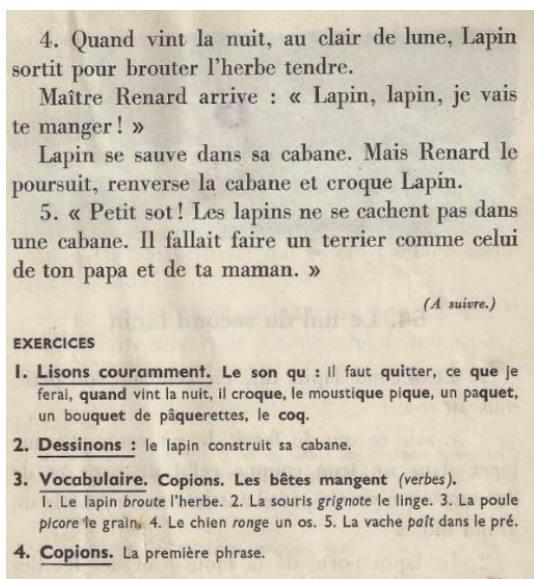 4. Quand vint la nuit, au clair de lune, Lapin
sortit pour brouter l'herbe tendre.
Maître Renard arrive : « Lapin, lapin, je vais
te manger ! »
Lapin se sauve dans sa cabane. Mais Renard le
poursuit, renverse la cabane et croque Lapin.
5. « Petit sot ! Les lapins ne se cachent pas dans
une cabane. Il fallait faire un terrier comme celui
de ton papa et de ta maman. »
(A suivre.)
EXERCICES
1. Lisons couramment. Le son qu : il faut quitter, ce que je
ferai, quand vint la nuit, il croque, le moustique pique, un paquet,
un bouquet de pâquerettes, le coq.
2. Dessinons : le lapin construit sa cabane.
3. Vocabulaire. Copions. Les bêtes mangent (verbes).
1. Le lapin broute l'herbe. 2. La souris grignote le linge. 3. La poule
picore le grain. 4. Le chien ronge un os. 5. La vache paît dans le pré.
4. Copions. La première phrase.